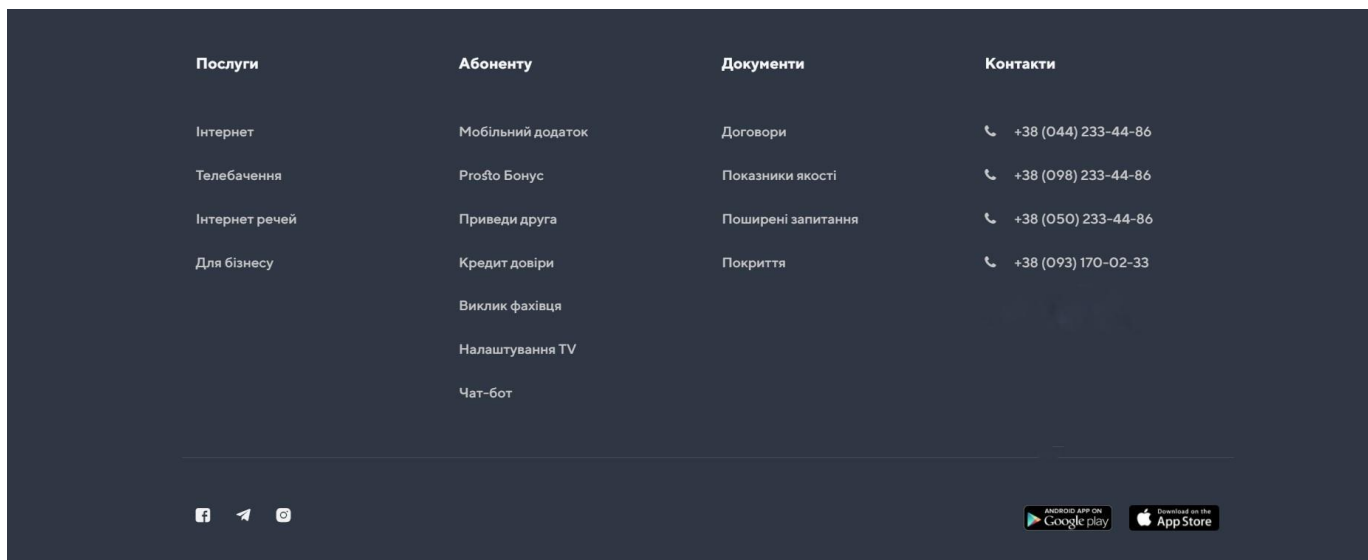 Послуги
Інтернет
Телебачення
Інтернет речей
Для бізнесу
Абоненту
Мобільний додаток
Prosto Бонус
Приведи друга
Кредит довіри
Виклик фахівця
Налаштування TV
Чат-бот
Документи
Договори
Показники якості
Поширені запитання
Покриття
Контакти
+38 (044) 233-44-86
+38 (098) 233-44-86
+38 (050) 233-44-86
+38 (093) 170-02-33
ANDROID APP ON
Google play
Download on the
App Store